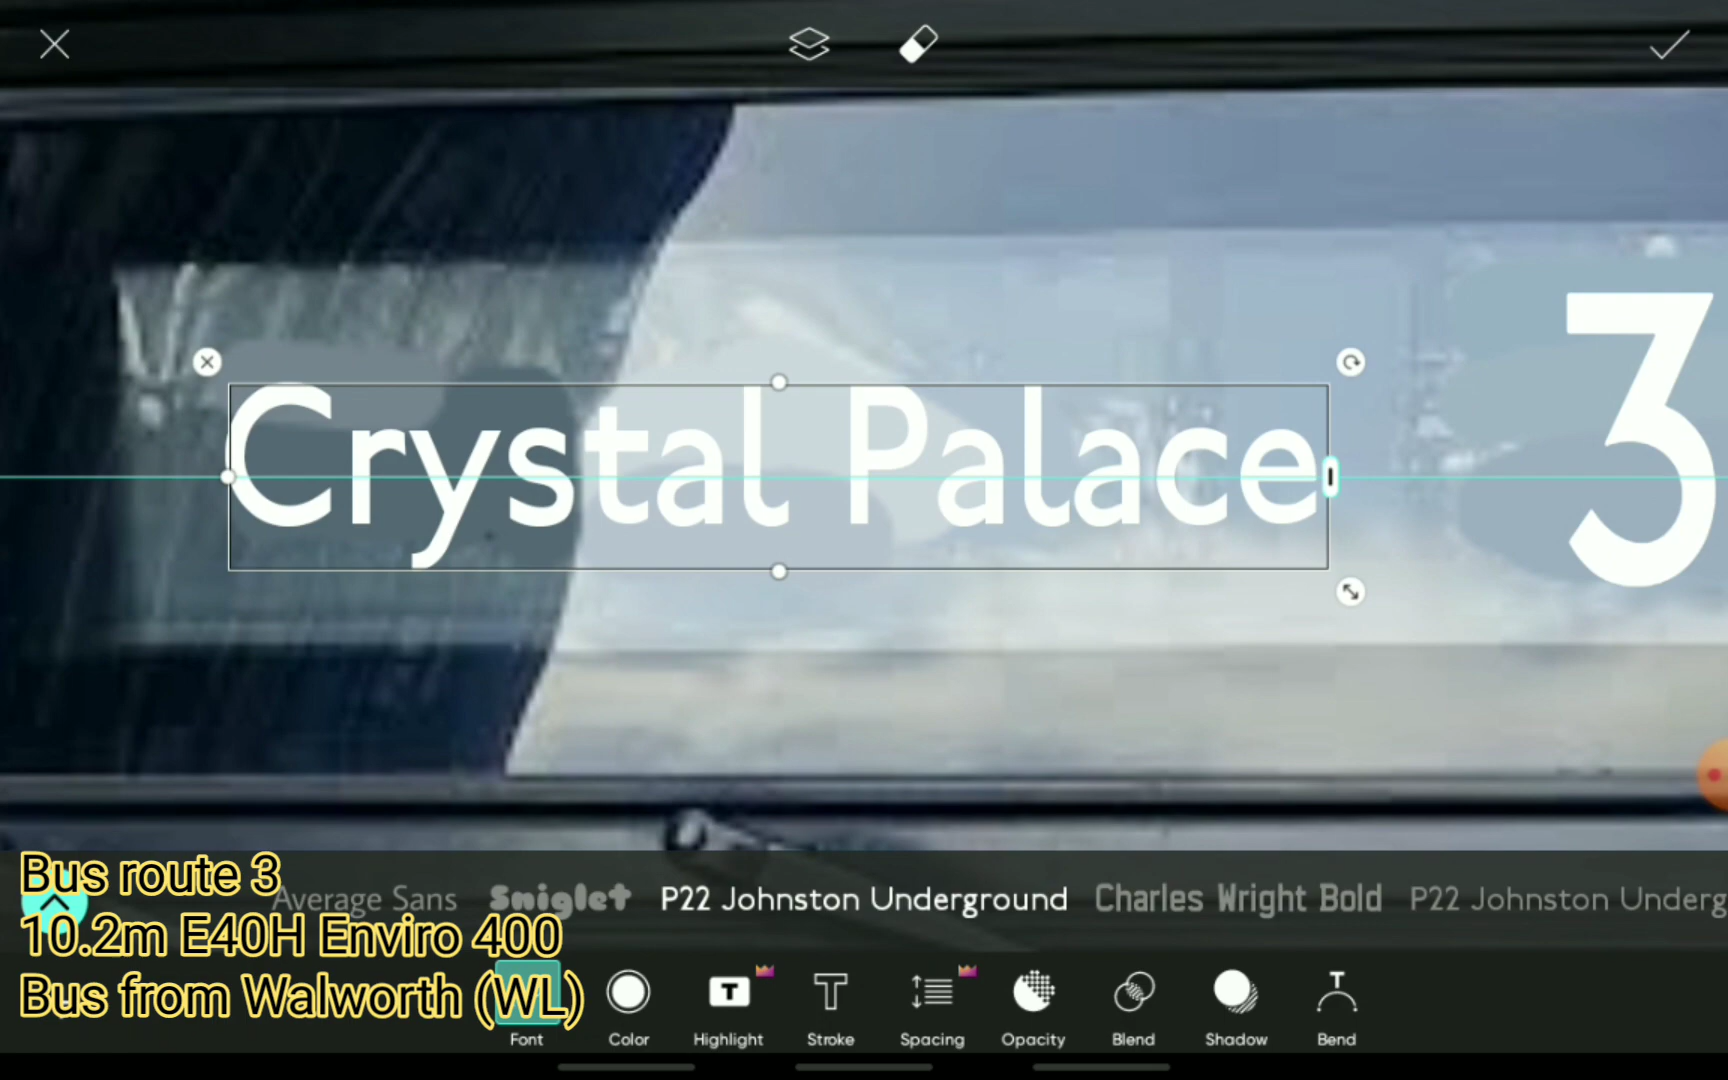 Crystal Palace
3
Bus route 3
10.2m E40H Enviro 400
Bus from Walworth (WL)
Average Sans Sniglet P22 Johnston Underground Charles Wright Bold P22 Johnston Underg
Font Color Highlight Stroke Spacing Opacity Blend Shadow Bend